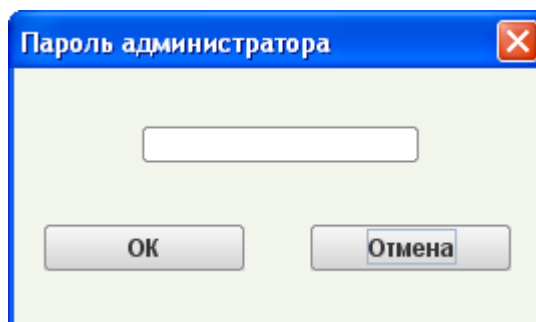 Пароль администратора
ОК
Отмена